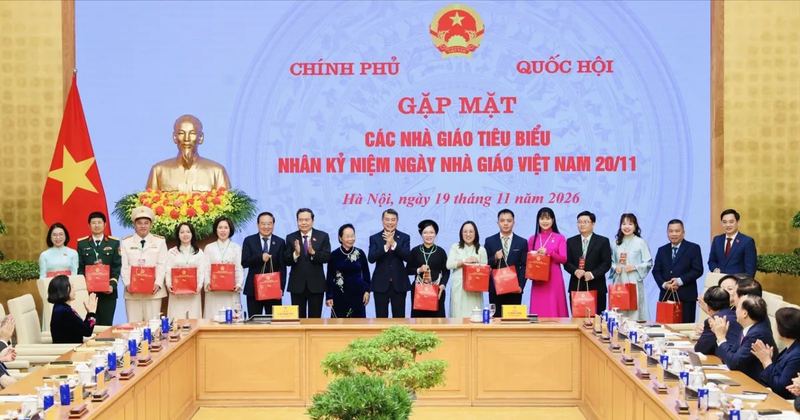 CHÍNH PHỦ QUỐC HỘI
GẶP MẶT
CÁC NHÀ GIÁO TIÊU BIỂU
NHÂN KỶ NIỆM NGÀY NHÀ GIÁO VIỆT NAM 20/11
Hà Nội, ngày 19 tháng 11 năm 2026